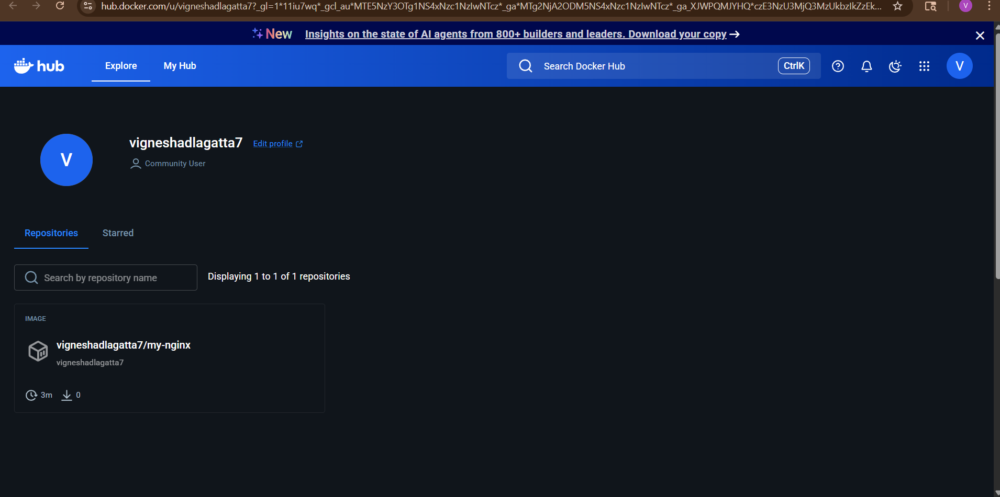 hub.docker.com/u/vigneshadlagatta7?_gl=1*11iu7wq*_gcl_au*MTE5NzY3OTg1NS4xNzc1NzIwNTcz*_ga*MTg2NjA2ODM5NS4xNzc1NzIwNTcz*_ga_XJWPQMJYHQ*czE3NzU3MjQ3MzUkbzIkZzEk...
V
New Insights on the state of AI agents from 800+ builders and leaders. Download your copy →
hub Explore My Hub Search Docker Hub CtrlK V
V
vigneshadlagatta7 Edit profile
Community User
Repositories Starred
Search by repository name Displaying 1 to 1 of 1 repositories
IMAGE
vigneshadlagatta7/my-nginx
vigneshadlagatta7
3m 0